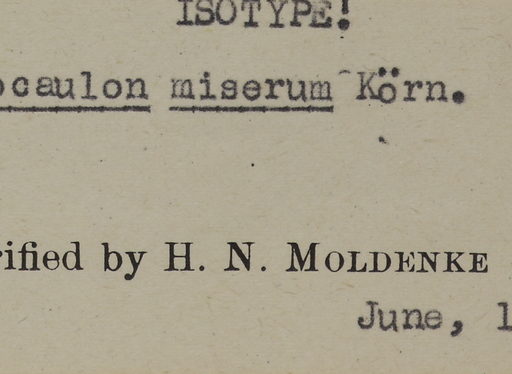 ISOTYPE!
ocaulon miserum Körn.
ified by H. N. MOLDENKE
June, 1